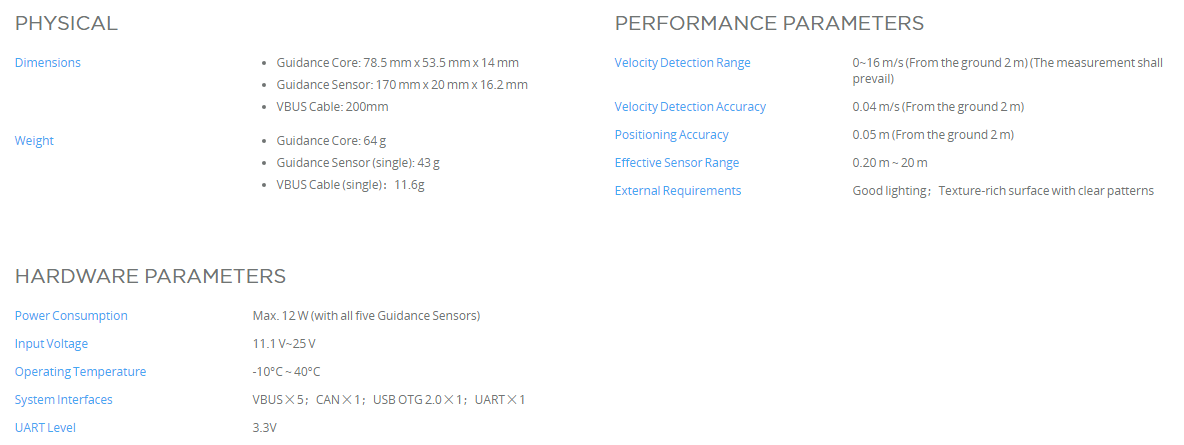 PHYSICAL
Dimensions
• Guidance Core: 78.5 mm x 53.5 mm x 14 mm
• Guidance Sensor: 170 mm x 20 mm x 16.2 mm
• VBUS Cable: 200mm
Weight
• Guidance Core: 64 g
• Guidance Sensor (single): 43 g
• VBUS Cable (single)：11.6g
PERFORMANCE PARAMETERS
Velocity Detection Range
0~16 m/s (From the ground 2 m) (The measurement shall
prevail)
Velocity Detection Accuracy
0.04 m/s (From the ground 2 m)
Positioning Accuracy
0.05 m (From the ground 2 m)
Effective Sensor Range
0.20 m ~ 20 m
External Requirements
Good lighting；Texture-rich surface with clear patterns
HARDWARE PARAMETERS
Power Consumption
Max. 12 W (with all five Guidance Sensors)
Input Voltage
11.1 V~25 V
Operating Temperature
-10°C ~ 40°C
System Interfaces
VBUS×5；CAN×1；USB OTG 2.0×1；UART×1
UART Level
3.3V